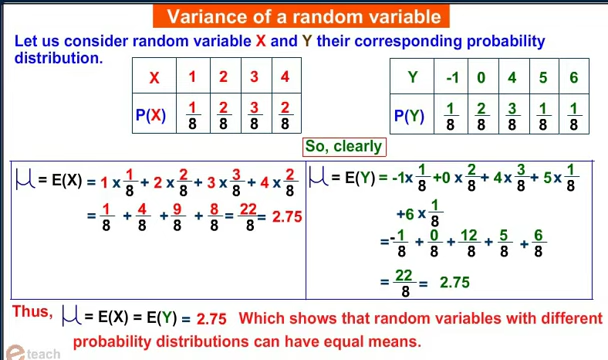 Variance of a random variable
Let us consider random variable X and Y their corresponding probability
distribution.
X 1 2 3 4
P(X) 1/8 2/8 3/8 2/8
Y -1 0 4 5 6
P(Y) 1/8 2/8 3/8 1/8 1/8
So, clearly
μ = E(X) = 1 x 1/8 + 2 x 2/8 + 3 x 3/8 + 4 x 2/8
= 1/8 + 4/8 + 9/8 + 8/8 = 22/8 = 2.75
μ = E(Y) = -1x 1/8 +0 x 2/8 + 4 x 3/8 + 5 x 1/8
+6 x 1/8
= -1/8 + 0/8 + 12/8 + 5/8 + 6/8
= 22/8 = 2.75
Thus, μ = E(X) = E(Y) = 2.75 Which shows that random variables with different
probability distributions can have equal means.
eteach